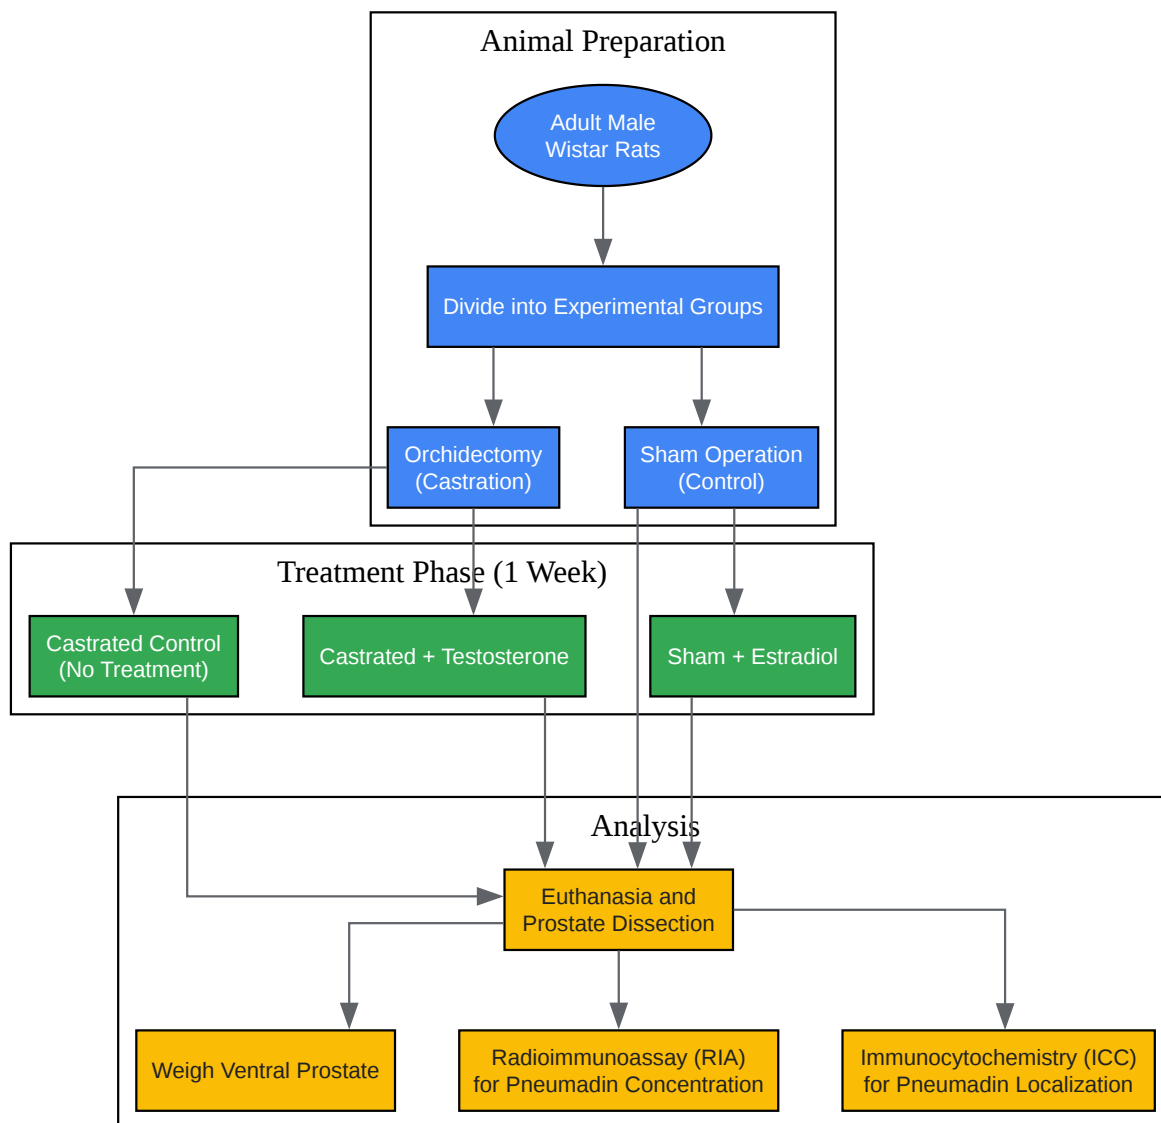 Animal Preparation
Adult Male
Wistar Rats
Divide into Experimental Groups
Orchidectomy
(Castration)
Sham Operation
(Control)
Treatment Phase (1 Week)
Castrated Control
(No Treatment)
Castrated + Testosterone
Sham + Estradiol
Analysis
Euthanasia and
Prostate Dissection
Weigh Ventral Prostate
Radioimmunoassay (RIA)
for Pneumadin Concentration
Immunocytochemistry (ICC)
for Pneumadin Localization